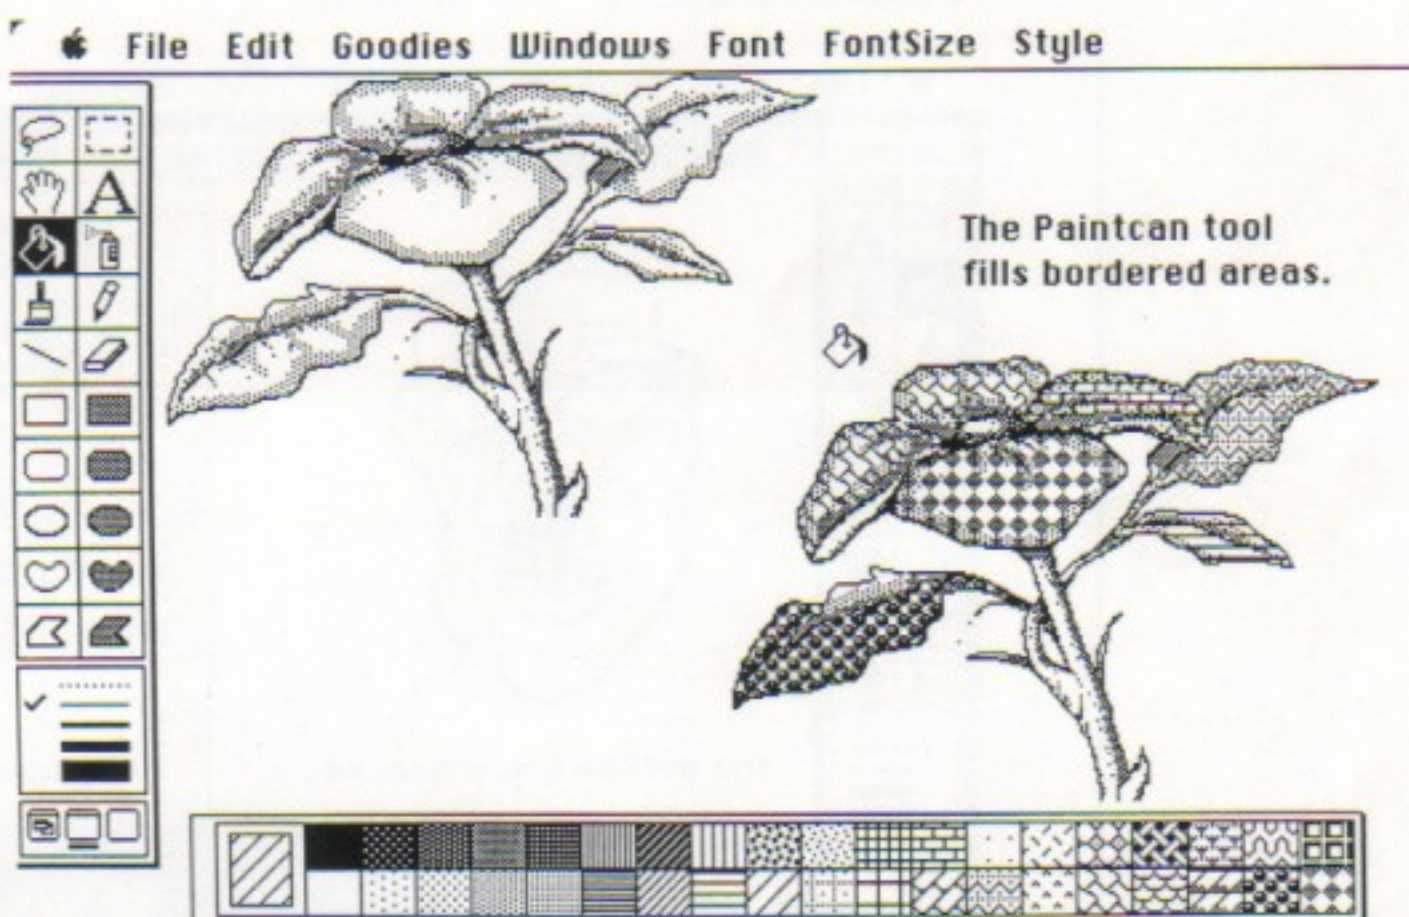 File Edit Goodies Windows Font FontSize Style
A
The Paintcan tool
fills bordered areas.